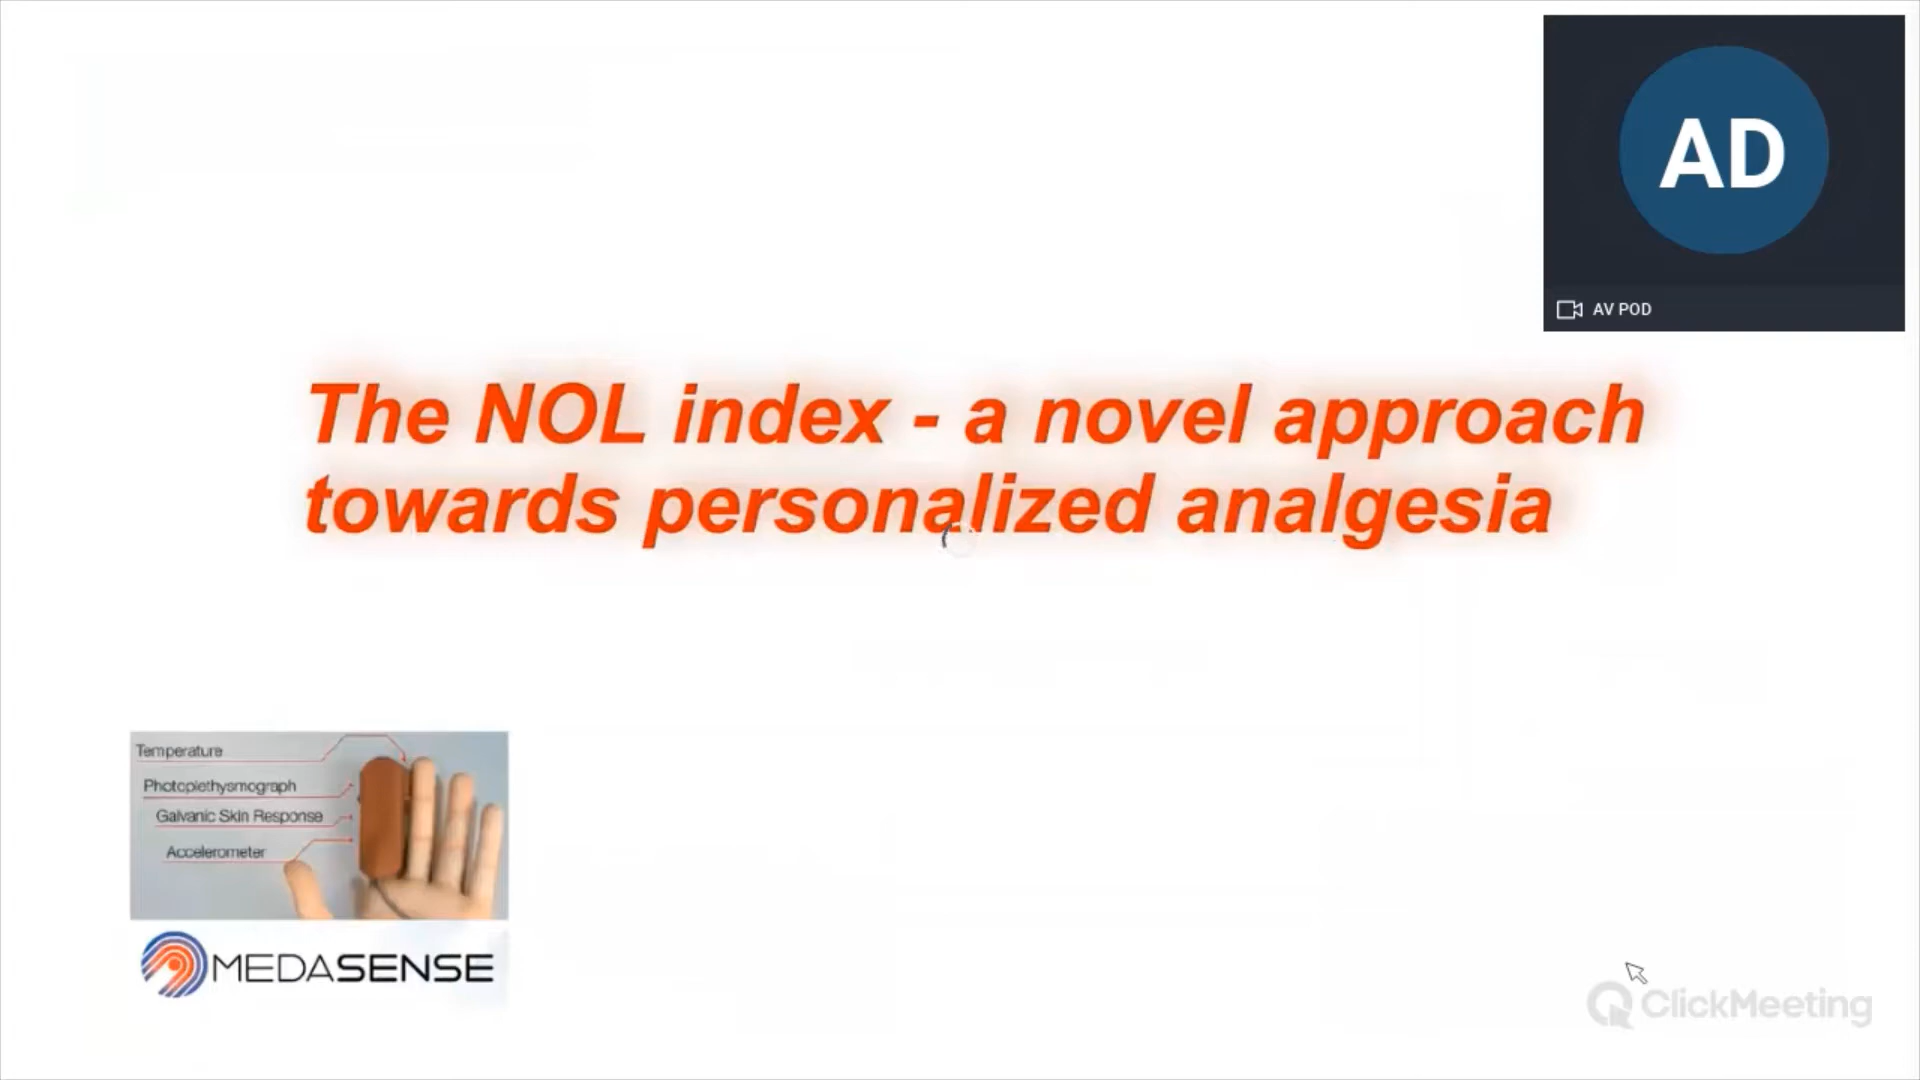 AD
AV POD
The NOL index - a novel approach
towards personalized analgesia
Temperature
Photoplethysmograph
Galvanic Skin Response
Accelerometer
MEDASENSE
ClickMeeting